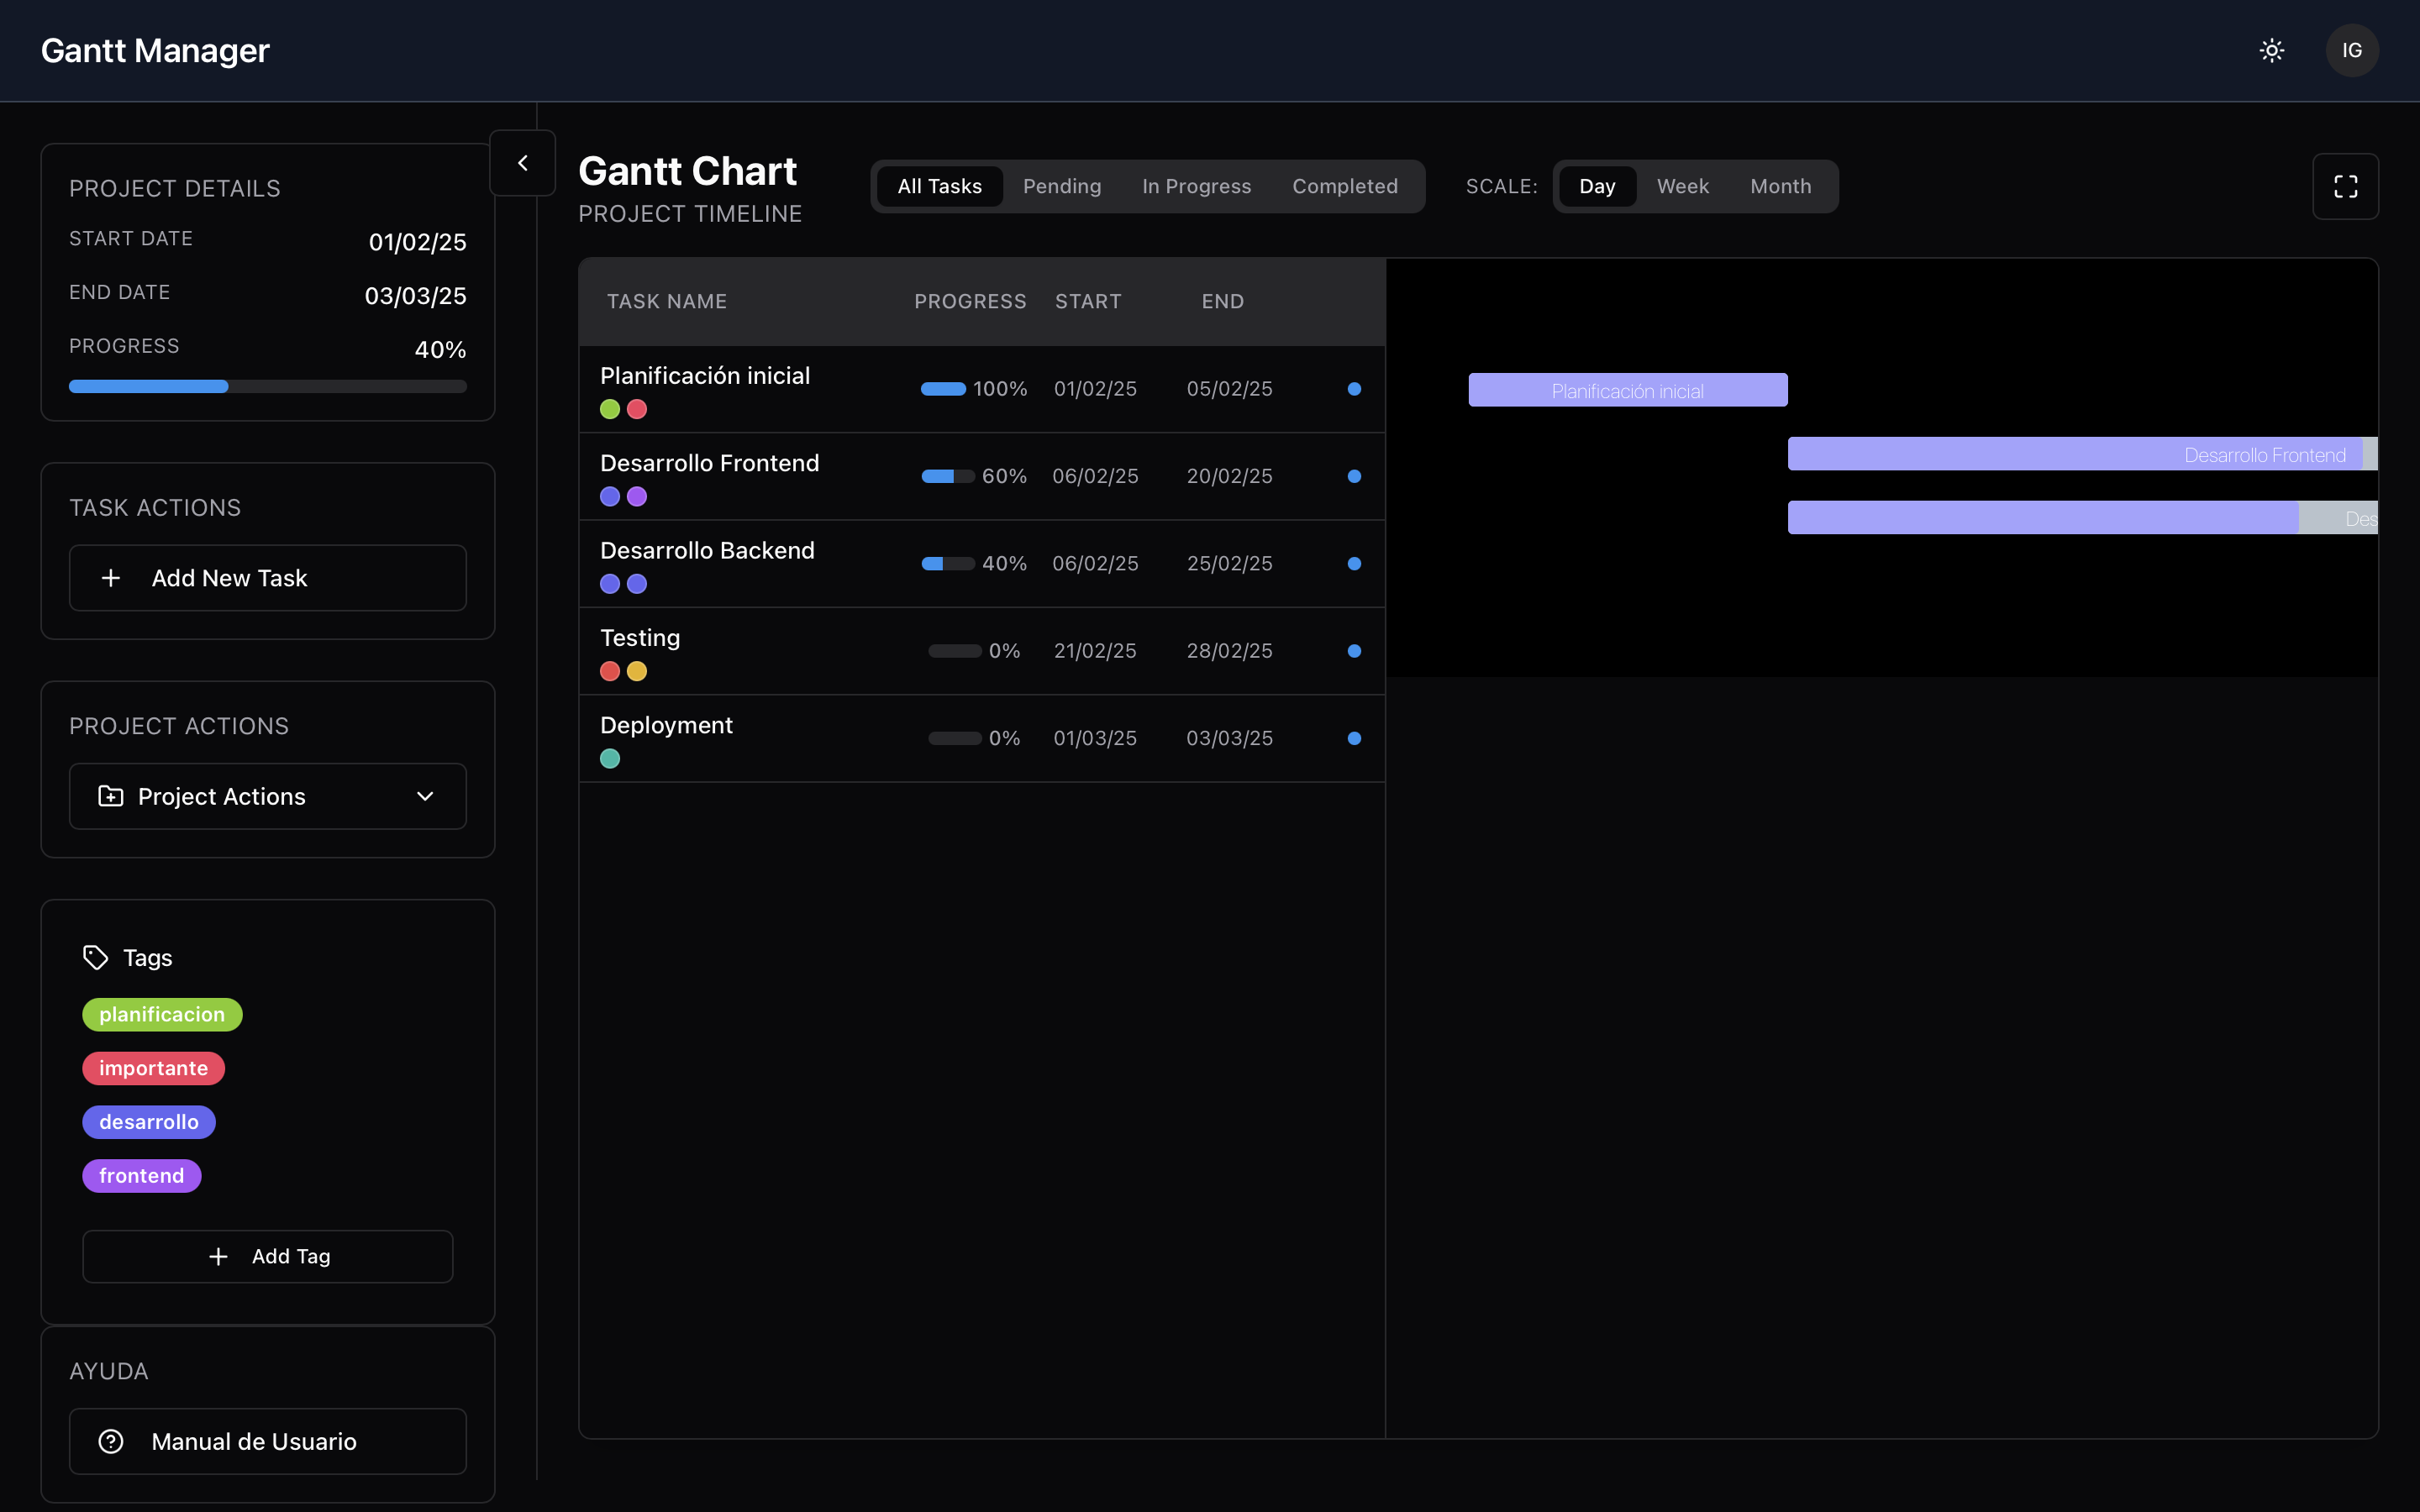 Gantt Manager
IG
PROJECT DETAILS
START DATE 01/02/25
END DATE 03/03/25
PROGRESS 40%
TASK ACTIONS
Add New Task
PROJECT ACTIONS
Project Actions
Tags
planificacion
importante
desarrollo
frontend
Add Tag
AYUDA
Manual de Usuario
Gantt Chart
PROJECT TIMELINE
All Tasks Pending In Progress Completed
SCALE: Day Week Month
TASK NAME PROGRESS START END
Planificación inicial 100% 01/02/25 05/02/25
Desarrollo Frontend 60% 06/02/25 20/02/25
Desarrollo Backend 40% 06/02/25 25/02/25
Testing 0% 21/02/25 28/02/25
Deployment 0% 01/03/25 03/03/25
Planificación inicial
Desarrollo Frontend
Des